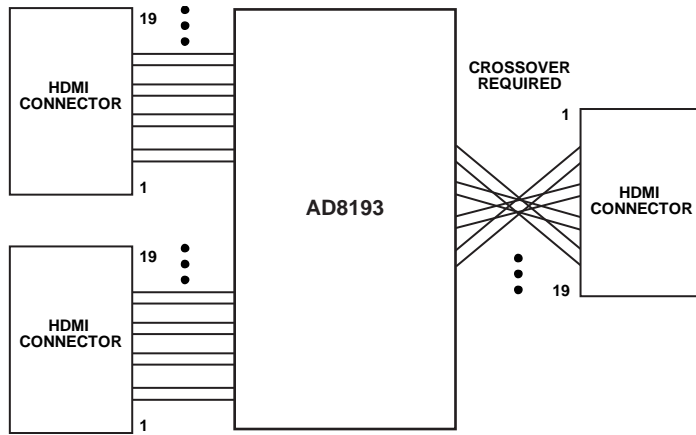 19
HDMI
CONNECTOR
1
19
HDMI
CONNECTOR
1
AD8193
CROSSOVER
REQUIRED
1
HDMI
CONNECTOR
19